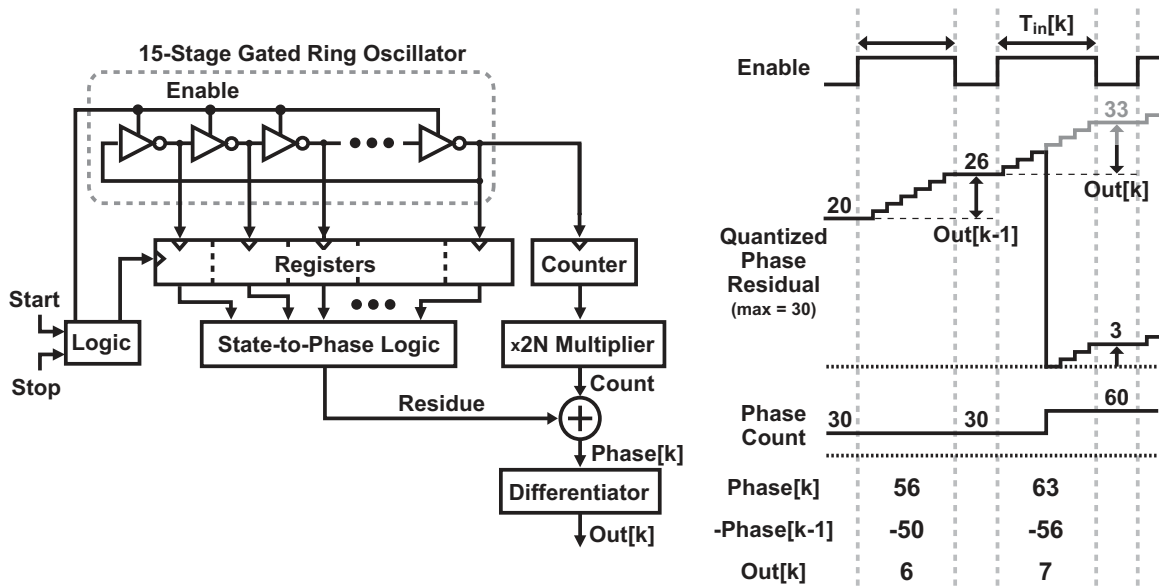 15-Stage Gated Ring Oscillator
Enable
Registers
Counter
Start
Stop
Logic
State-to-Phase Logic
x2N Multiplier
Count
Residue
+
Phase[k]
Differentiator
Out[k]
Tin[k]
Enable
33
26
20
Out[k]
Out[k-1]
Quantized
Phase
Residual
(max = 30)
3
Phase
Count
30 30 60
Phase[k] 56 63
-Phase[k-1] -50 -56
Out[k] 6 7